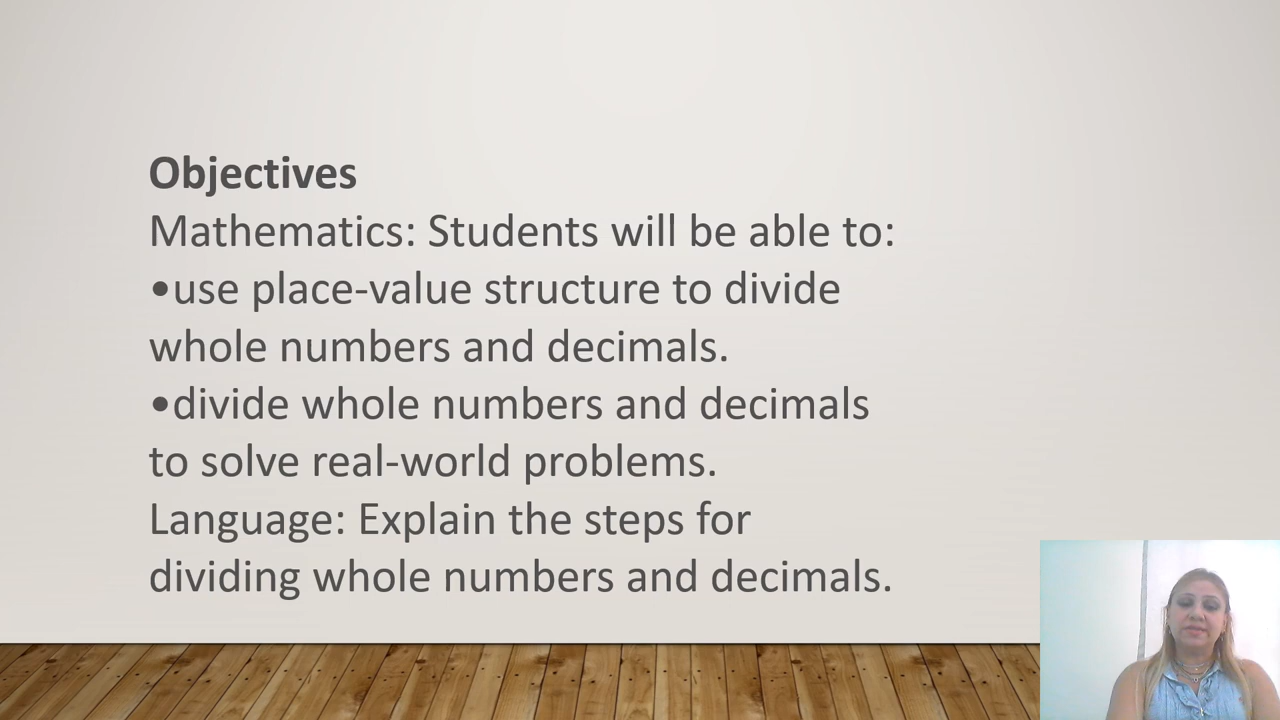 Objectives
Mathematics: Students will be able to:
•use place-value structure to divide
whole numbers and decimals.
•divide whole numbers and decimals
to solve real-world problems.
Language: Explain the steps for
dividing whole numbers and decimals.